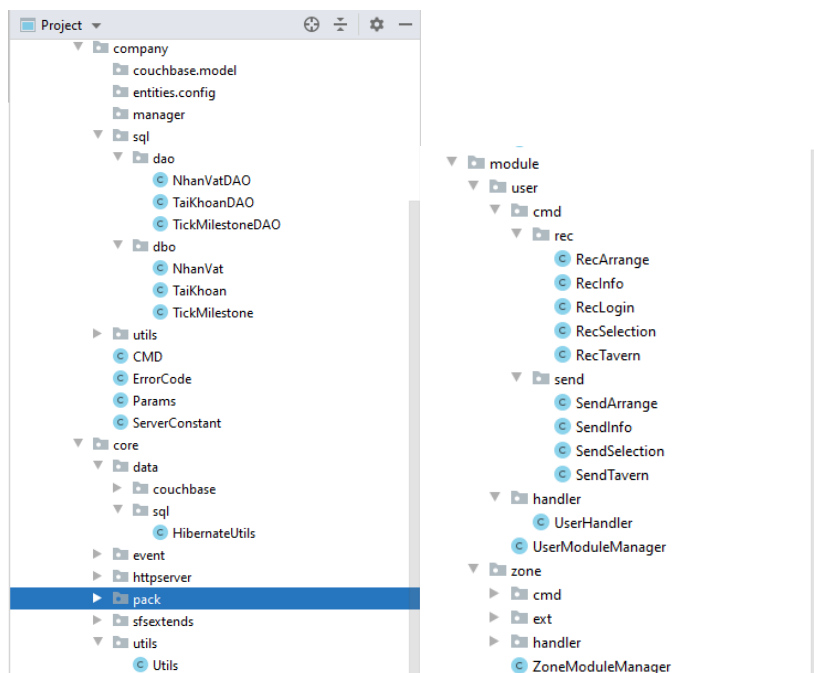 Project
company
couchbase.model
entities.config
manager
sql
dao
NhanVatDAO
TaiKhoanDAO
TickMilestoneDAO
dbo
NhanVat
TaiKhoan
TickMilestone
utils
CMD
ErrorCode
Params
ServerConstant
core
data
couchbase
sql
HibernateUtils
event
httpserver
pack
sfsextends
utils
Utils
module
user
cmd
rec
RecArrange
RecInfo
RecLogin
RecSelection
RecTavern
send
SendArrange
SendInfo
SendSelection
SendTavern
handler
UserHandler
UserModuleManager
zone
cmd
ext
handler
ZoneModuleManager